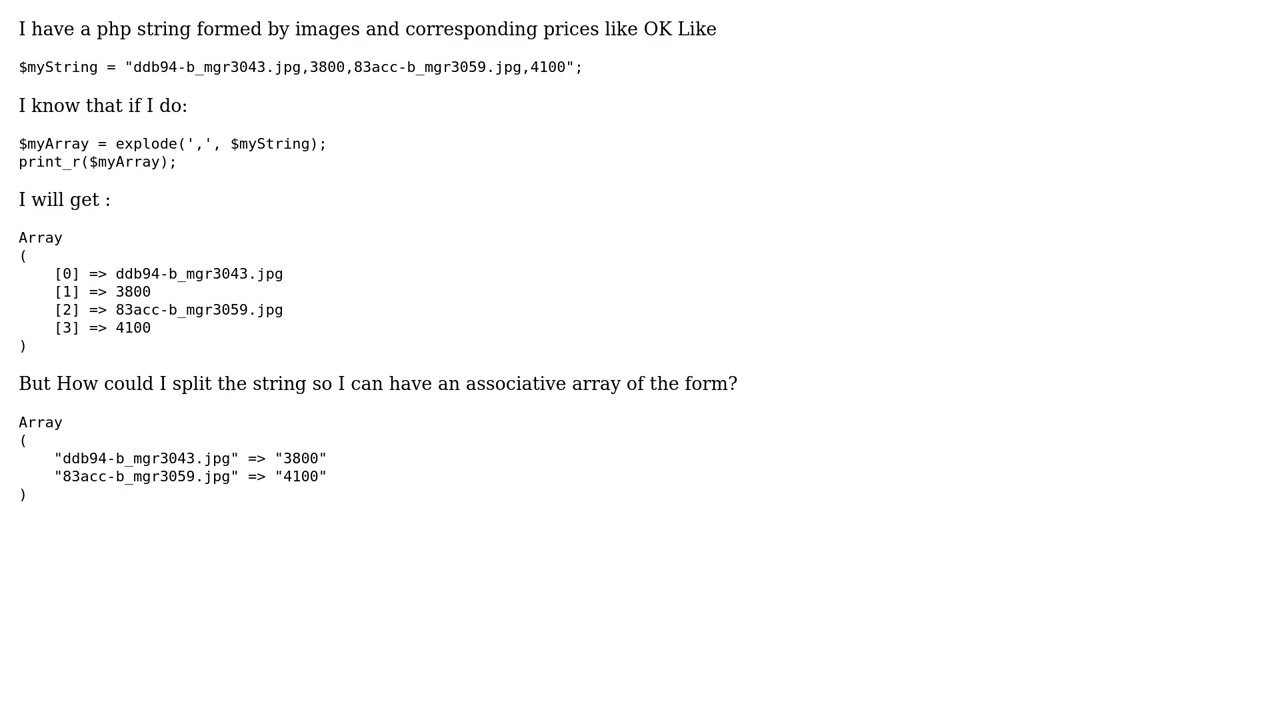 I have a php string formed by images and corresponding prices like OK Like
$myString = "ddb94-b_mgr3043.jpg,3800,83acc-b_mgr3059.jpg,4100";
I know that if I do:
$myArray = explode(',', $myString);
print_r($myArray);
I will get :
Array
(
    [0] => ddb94-b_mgr3043.jpg
    [1] => 3800
    [2] => 83acc-b_mgr3059.jpg
    [3] => 4100
)
But How could I split the string so I can have an associative array of the form?
Array
(
    "ddb94-b_mgr3043.jpg" => "3800"
    "83acc-b_mgr3059.jpg" => "4100"
)